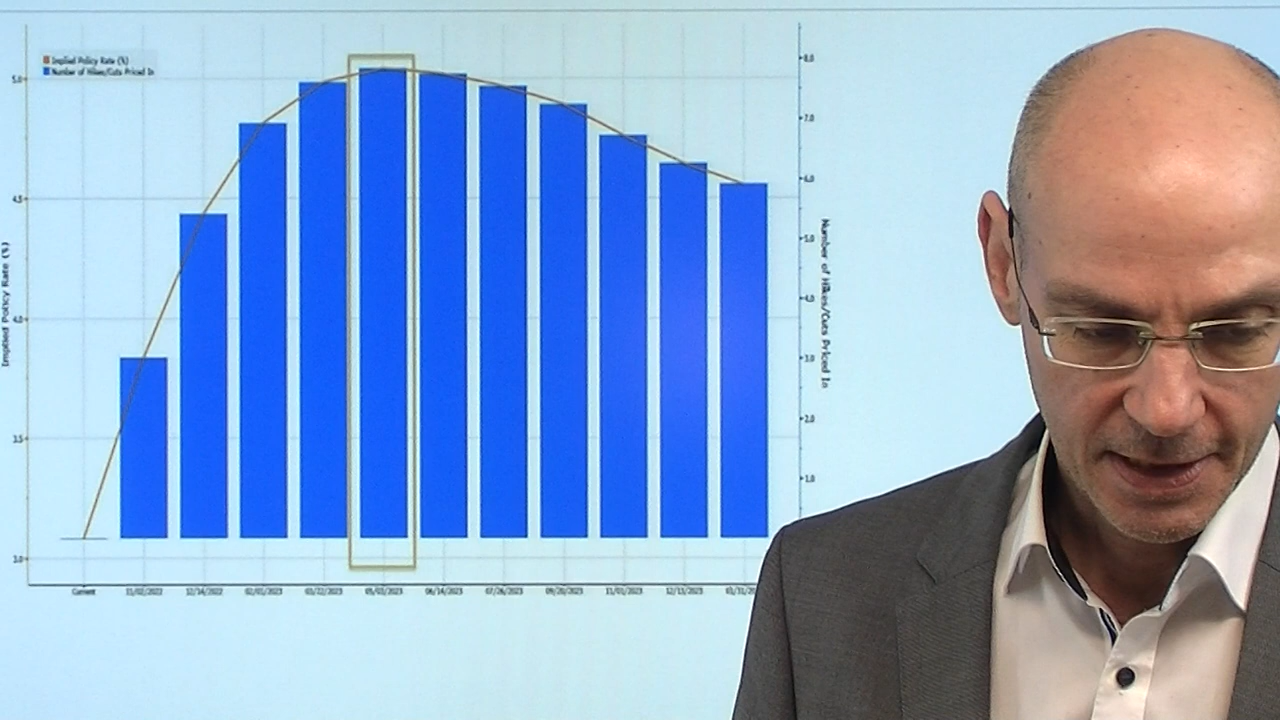 Implied Policy Rate (%)
Number of Hikes/Cuts Priced In
5.0
4.5
4.0
3.5
3.0
Implied Policy Rate (%)
8.0
7.0
6.0
5.0
4.0
3.0
2.0
1.0
Number of Hikes/Cuts Priced In
Current 11/02/2022 12/14/2022 02/01/2023 03/22/2023 05/03/2023 06/14/2023 07/26/2023 09/20/2023 11/01/2023 12/13/2023 01/31/20